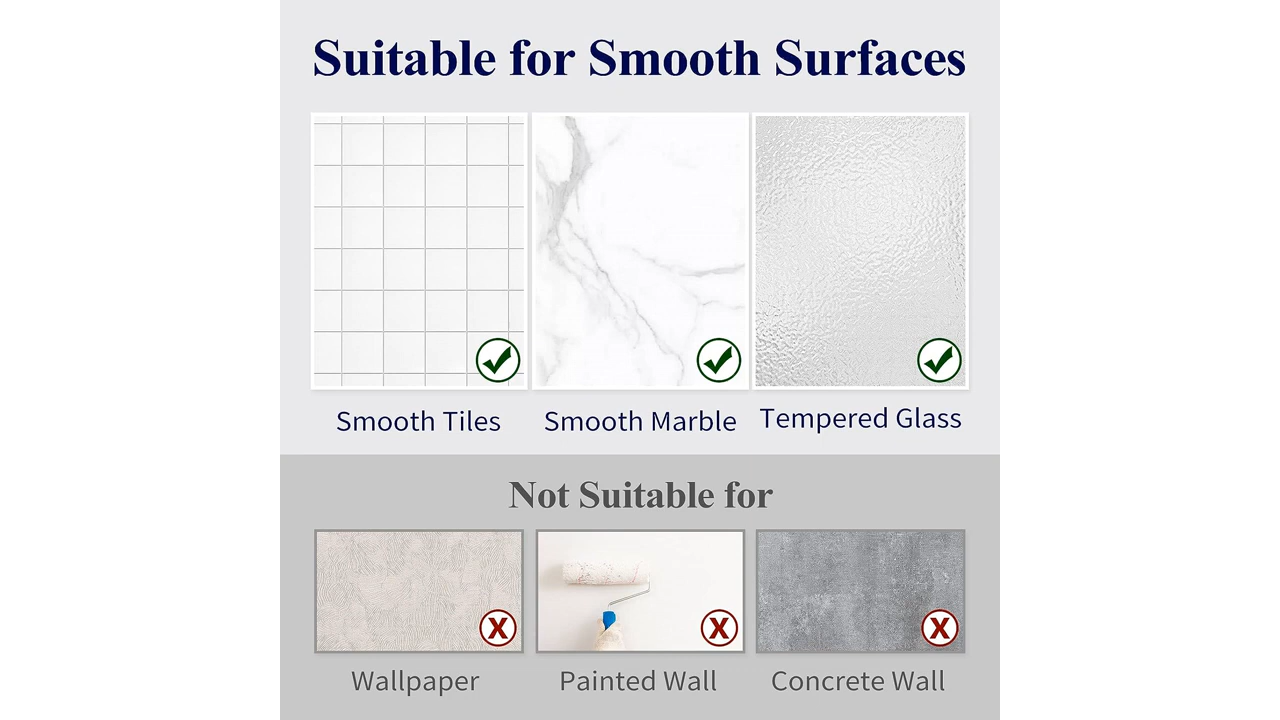 Suitable for Smooth Surfaces
Smooth Tiles
Smooth Marble
Tempered Glass
Not Suitable for
X
X
X
Wallpaper
Painted Wall
Concrete Wall